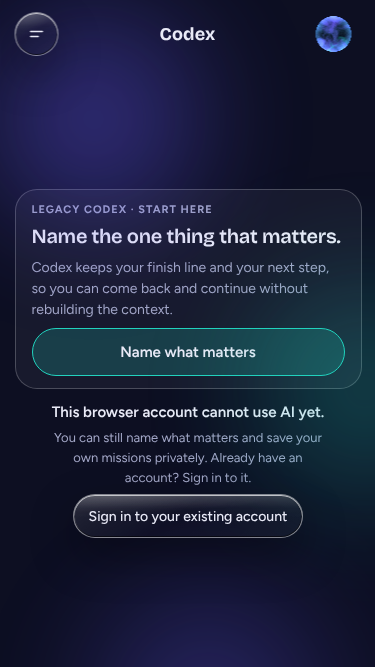 Codex
LEGACY CODEX · START HERE
Name the one thing that matters.
Codex keeps your finish line and your next step,
so you can come back and continue without
rebuilding the context.
Name what matters
This browser account cannot use AI yet.
You can still name what matters and save your
own missions privately. Already have an
account? Sign in to it.
Sign in to your existing account